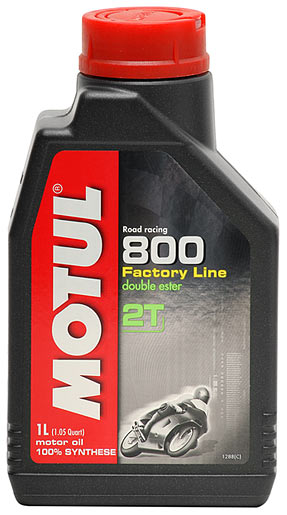 MOTUL®
Road racing
800
Factory Line
double ester
2T
1L (1.05 Quart)
motor oil
100% SYNTHESE
1288(C)